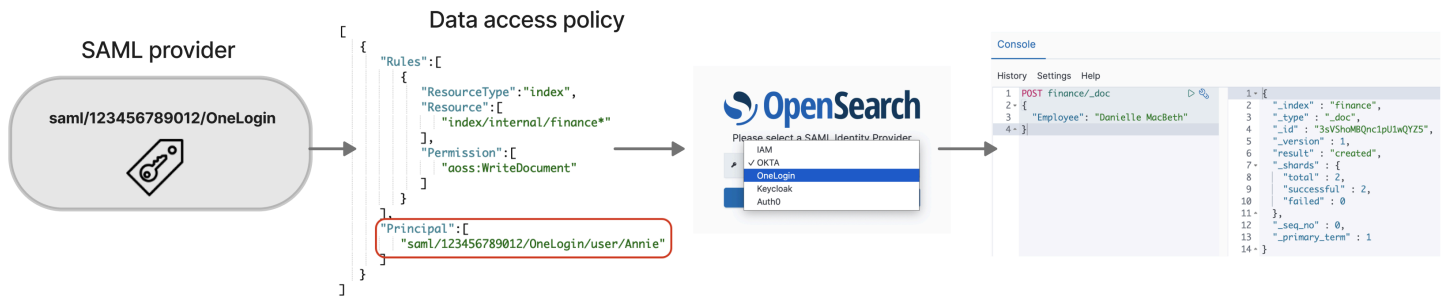 SAML provider
saml/123456789012/OneLogin
Data access policy
[
{
"Rules":[
{
"ResourceType":"index",
"Resource":[
"index/internal/finance*"
],
"Permission":[
"aoss:WriteDocument"
]
}
],
"Principal":[
"saml/123456789012/OneLogin/user/Annie"
]
}
]
OpenSearch
Please select a SAML Identity Provider
IAM
✓ OKTA
OneLogin
Keycloak
Auth0
Console
History Settings Help
1 POST finance/_doc
2 {
3 "Employee": "Danielle MacBeth"
4 }
1 {
2 "_index" : "finance",
3 "_type" : "_doc",
4 "_id" : "3sVShoMBQnc1pU1wQYZ5",
5 "_version" : 1,
6 "result" : "created",
7 "_shards" : {
8 "total" : 2,
9 "successful" : 2,
10 "failed" : 0
11 },
12 "_seq_no" : 0,
13 "_primary_term" : 1
14 }